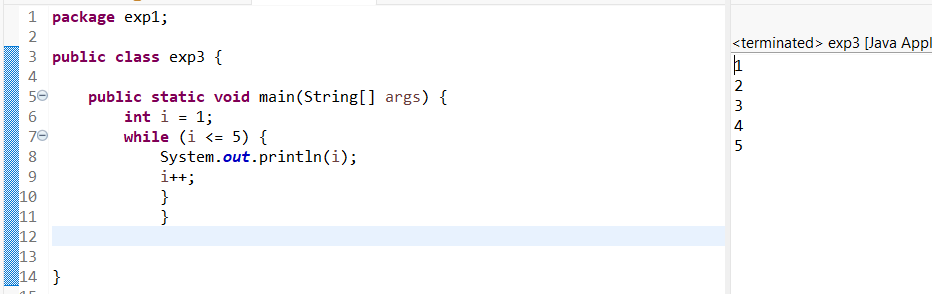 1 package exp1;
2
3 public class exp3 {
4
5 public static void main(String[] args) {
6 int i = 1;
7 while (i <= 5) {
8 System.out.println(i);
9 i++;
10 }
11 }
12
13
14 }
<terminated> exp3 [Java Appl
1
2
3
4
5